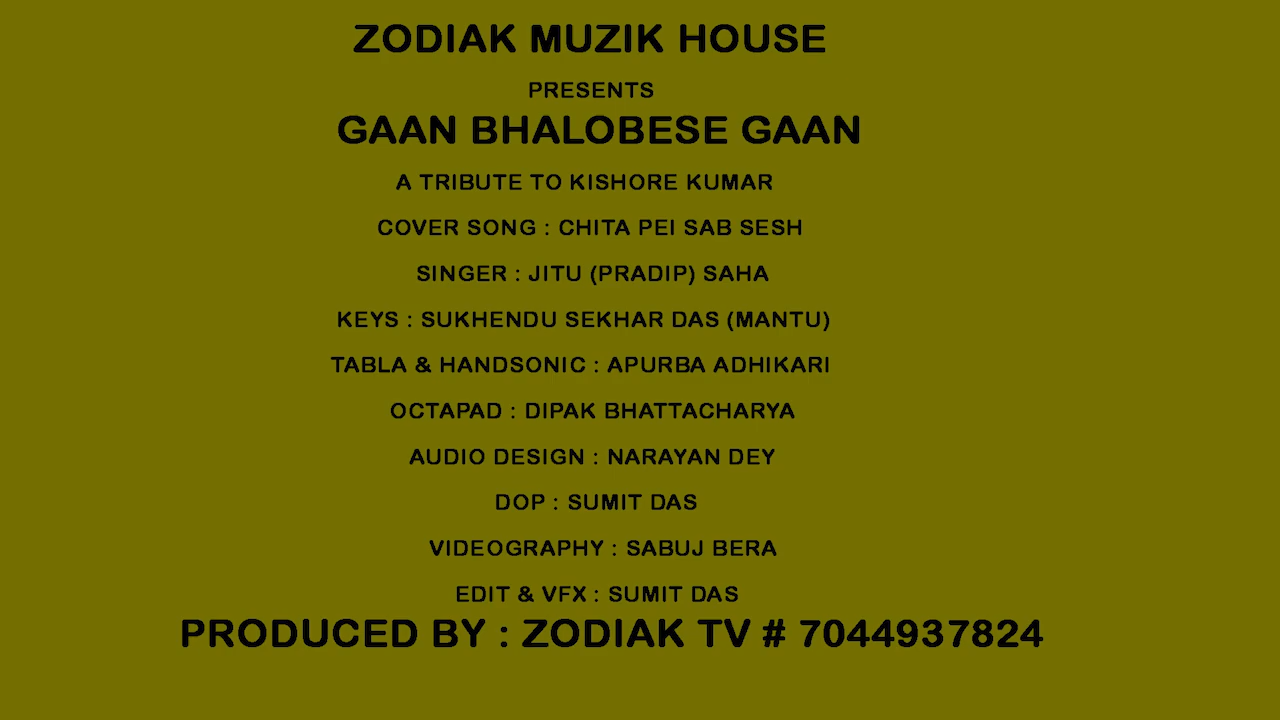 ZODIAK MUZIK HOUSE
PRESENTS
GAAN BHALOBESE GAAN
A TRIBUTE TO KISHORE KUMAR
COVER SONG : CHITA PEI SAB SESH
SINGER : JITU (PRADIP) SAHA
KEYS : SUKHENDU SEKHAR DAS (MANTU)
TABLA & HANDSONIC : APURBA ADHIKARI
OCTAPAD : DIPAK BHATTACHARYA
AUDIO DESIGN : NARAYAN DEY
DOP : SUMIT DAS
VIDEOGRAPHY : SABUJ BERA
EDIT & VFX : SUMIT DAS
PRODUCED BY : ZODIAK TV # 7044937824